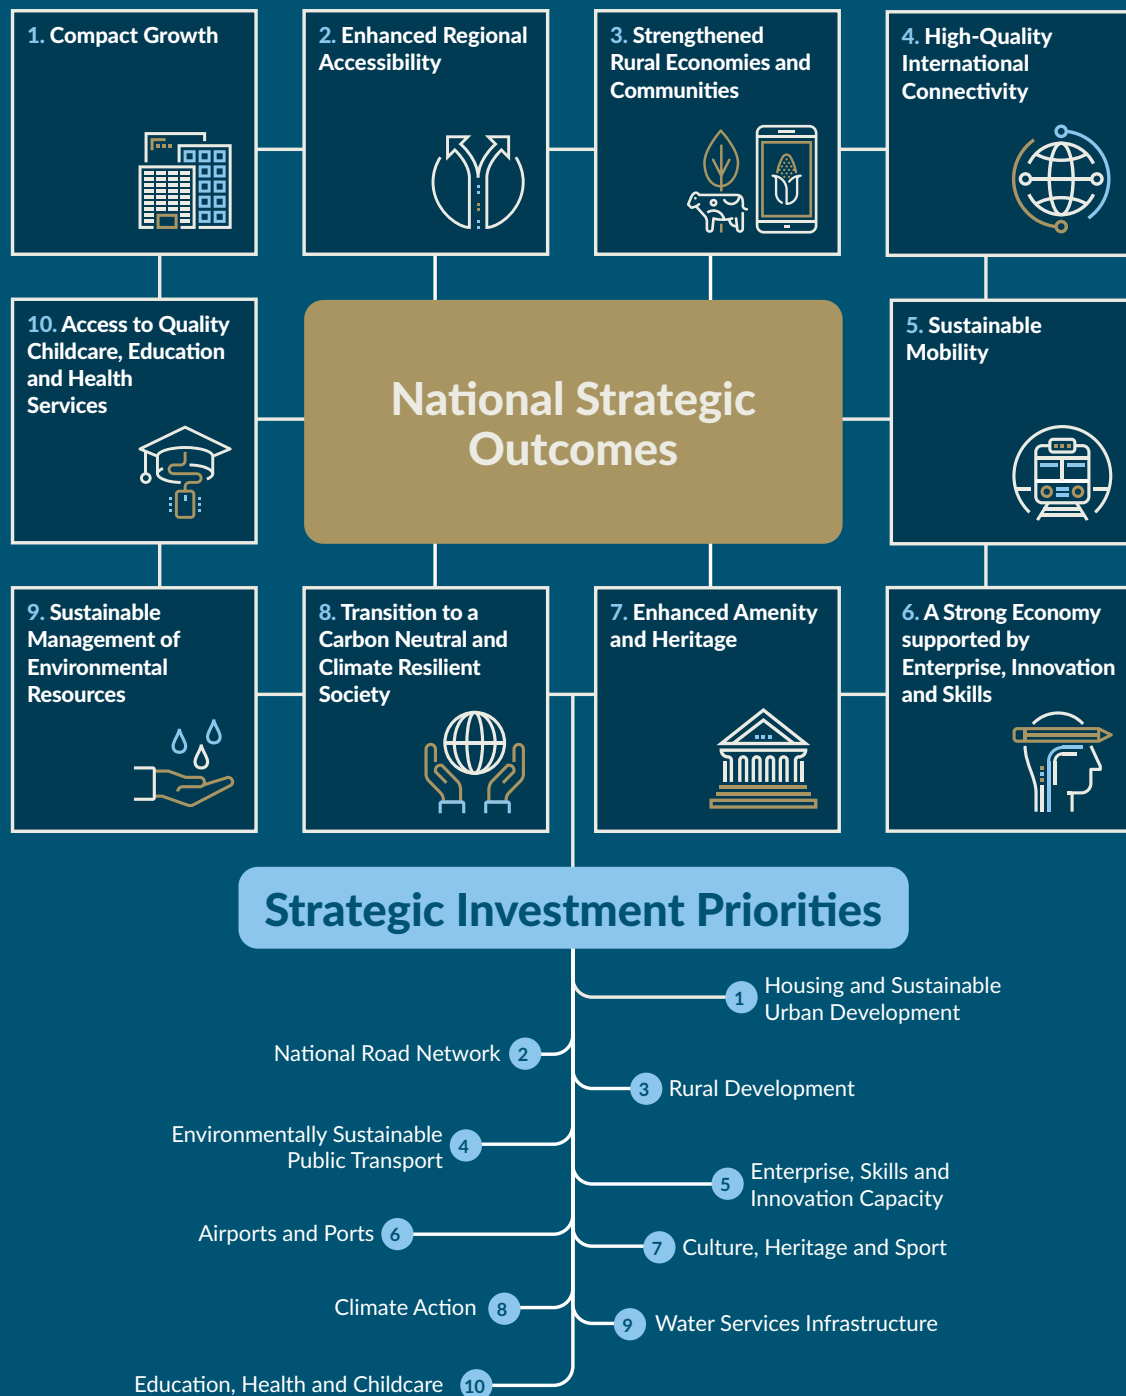 1. Compact Growth
2. Enhanced Regional
Accessibility
3. Strengthened
Rural Economies and
Communities
4. High-Quality
International
Connectivity
10. Access to Quality
Childcare, Education
and Health
Services
National Strategic
Outcomes
5. Sustainable
Mobility
9. Sustainable
Management of
Environmental
Resources
8. Transition to a
Carbon Neutral and
Climate Resilient
Society
7. Enhanced Amenity
and Heritage
6. A Strong Economy
supported by
Enterprise, Innovation
and Skills
Strategic Investment Priorities
1 Housing and Sustainable
Urban Development
National Road Network 2
3 Rural Development
Environmentally Sustainable
Public Transport 4
5 Enterprise, Skills and
Innovation Capacity
Airports and Ports 6
7 Culture, Heritage and Sport
Climate Action 8
9 Water Services Infrastructure
Education, Health and Childcare 10